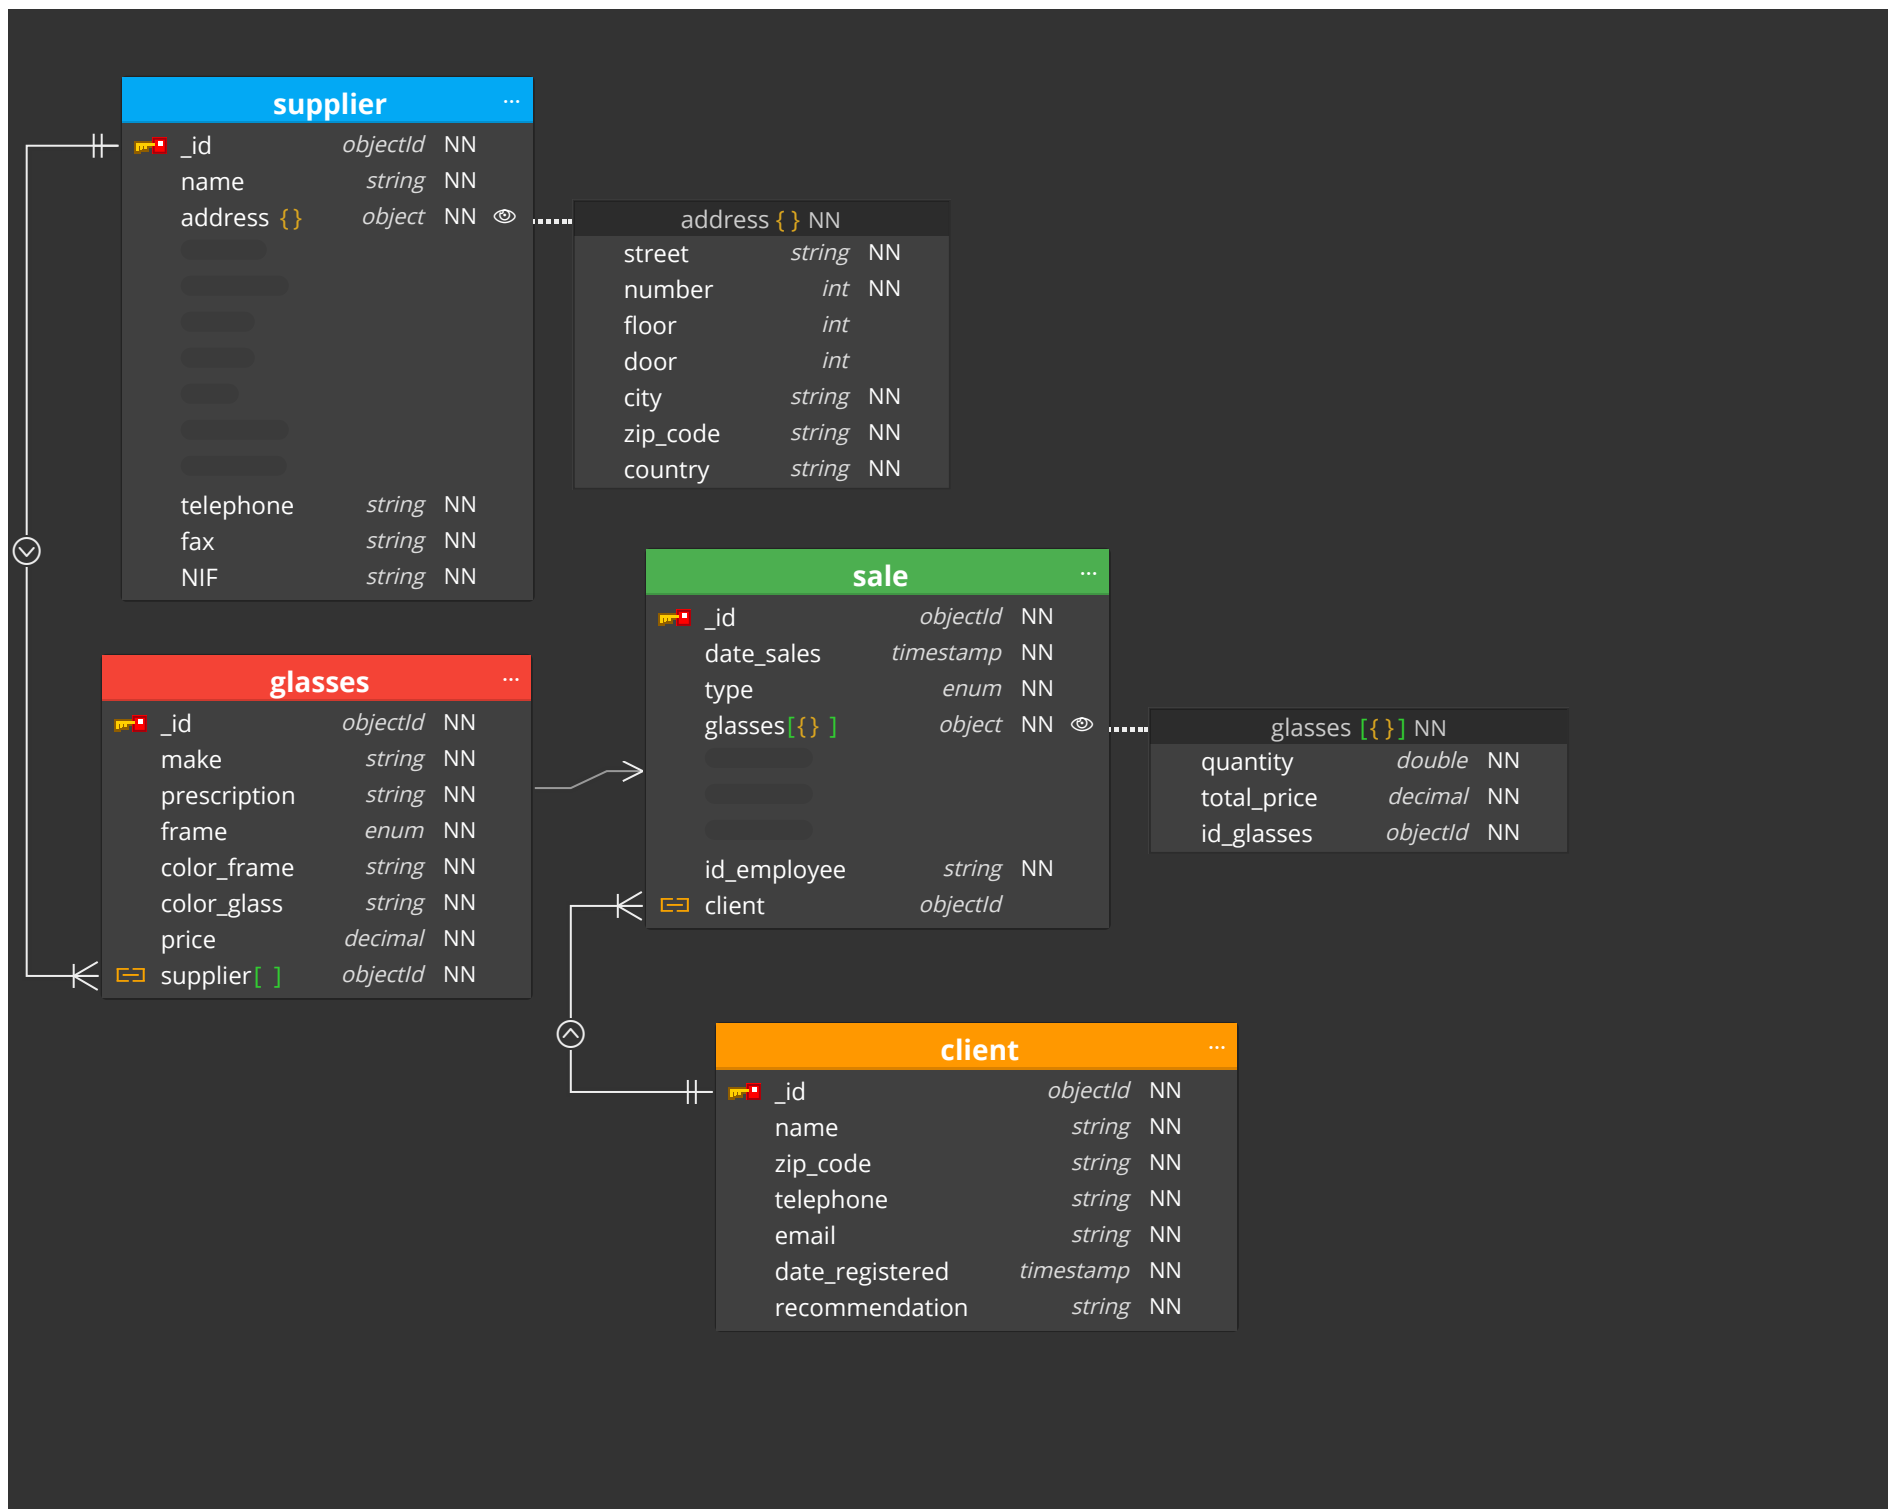 supplier ...
_id objectId NN
name string NN
address {} object NN
telephone string NN
fax string NN
NIF string NN
address {} NN
street string NN
number int NN
floor int
door int
city string NN
zip_code string NN
country string NN
sale ...
_id objectId NN
date_sales timestamp NN
type enum NN
glasses[{} ] object NN
id_employee string NN
client objectId
glasses [{}] NN
quantity double NN
total_price decimal NN
id_glasses objectId NN
glasses ...
_id objectId NN
make string NN
prescription string NN
frame enum NN
color_frame string NN
color_glass string NN
price decimal NN
supplier[ ] objectId NN
client ...
_id objectId NN
name string NN
zip_code string NN
telephone string NN
email string NN
date_registered timestamp NN
recommendation string NN